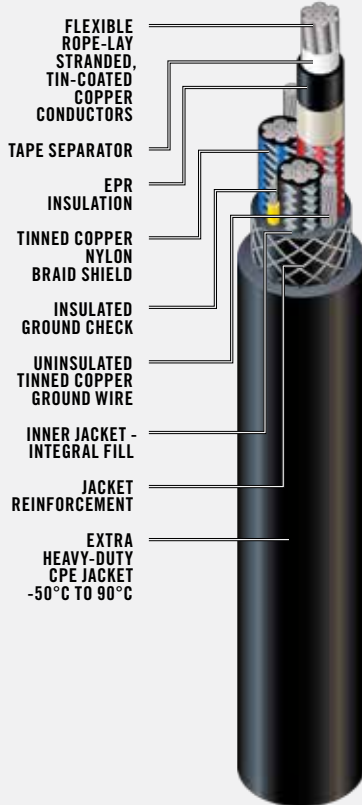 FLEXIBLE
ROPE-LAY
STRANDED,
TIN-COATED
COPPER
CONDUCTORS
TAPE SEPARATOR
EPR
INSULATION
TINNED COPPER
NYLON
BRAID SHIELD
INSULATED
GROUND CHECK
UNINSULATED
TINNED COPPER
GROUND WIRE
INNER JACKET -
INTEGRAL FILL
JACKET
REINFORCEMENT
EXTRA
HEAVY-DUTY
CPE JACKET
-50°C TO 90°C